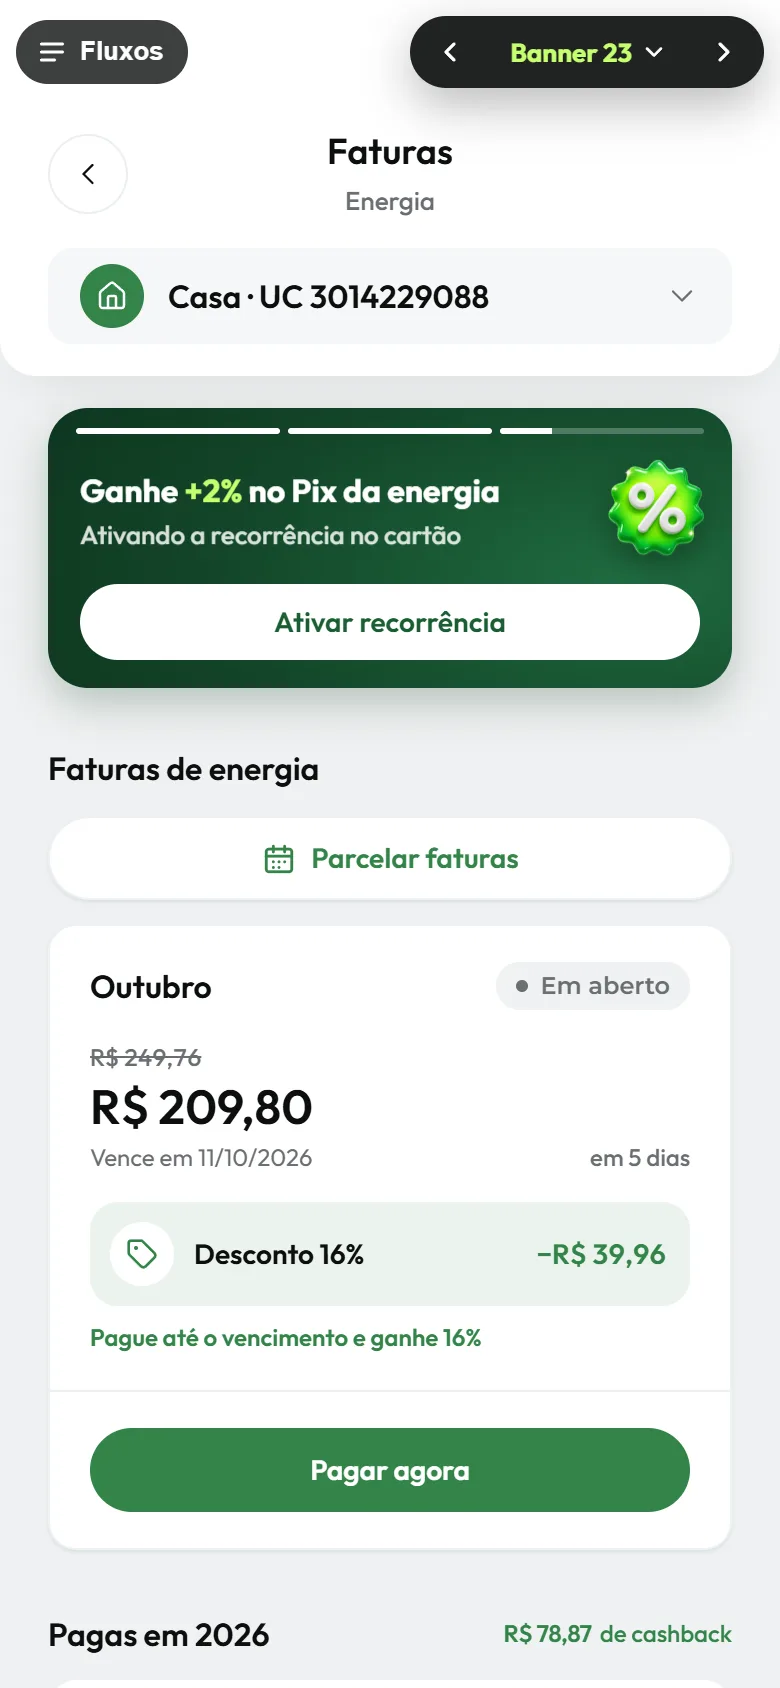 Fluxos
Banner 23
Faturas
Energia
Casa · UC 3014229088
Ganhe +2% no Pix da energia
Ativando a recorrência no cartão
%
Ativar recorrência
Faturas de energia
Parcelar faturas
Outubro
Em aberto
R$ 249,76
R$ 209,80
Vence em 11/10/2026
em 5 dias
Desconto 16%
−R$ 39,96
Pague até o vencimento e ganhe 16%
Pagar agora
Pagas em 2026
R$ 78,87 de cashback